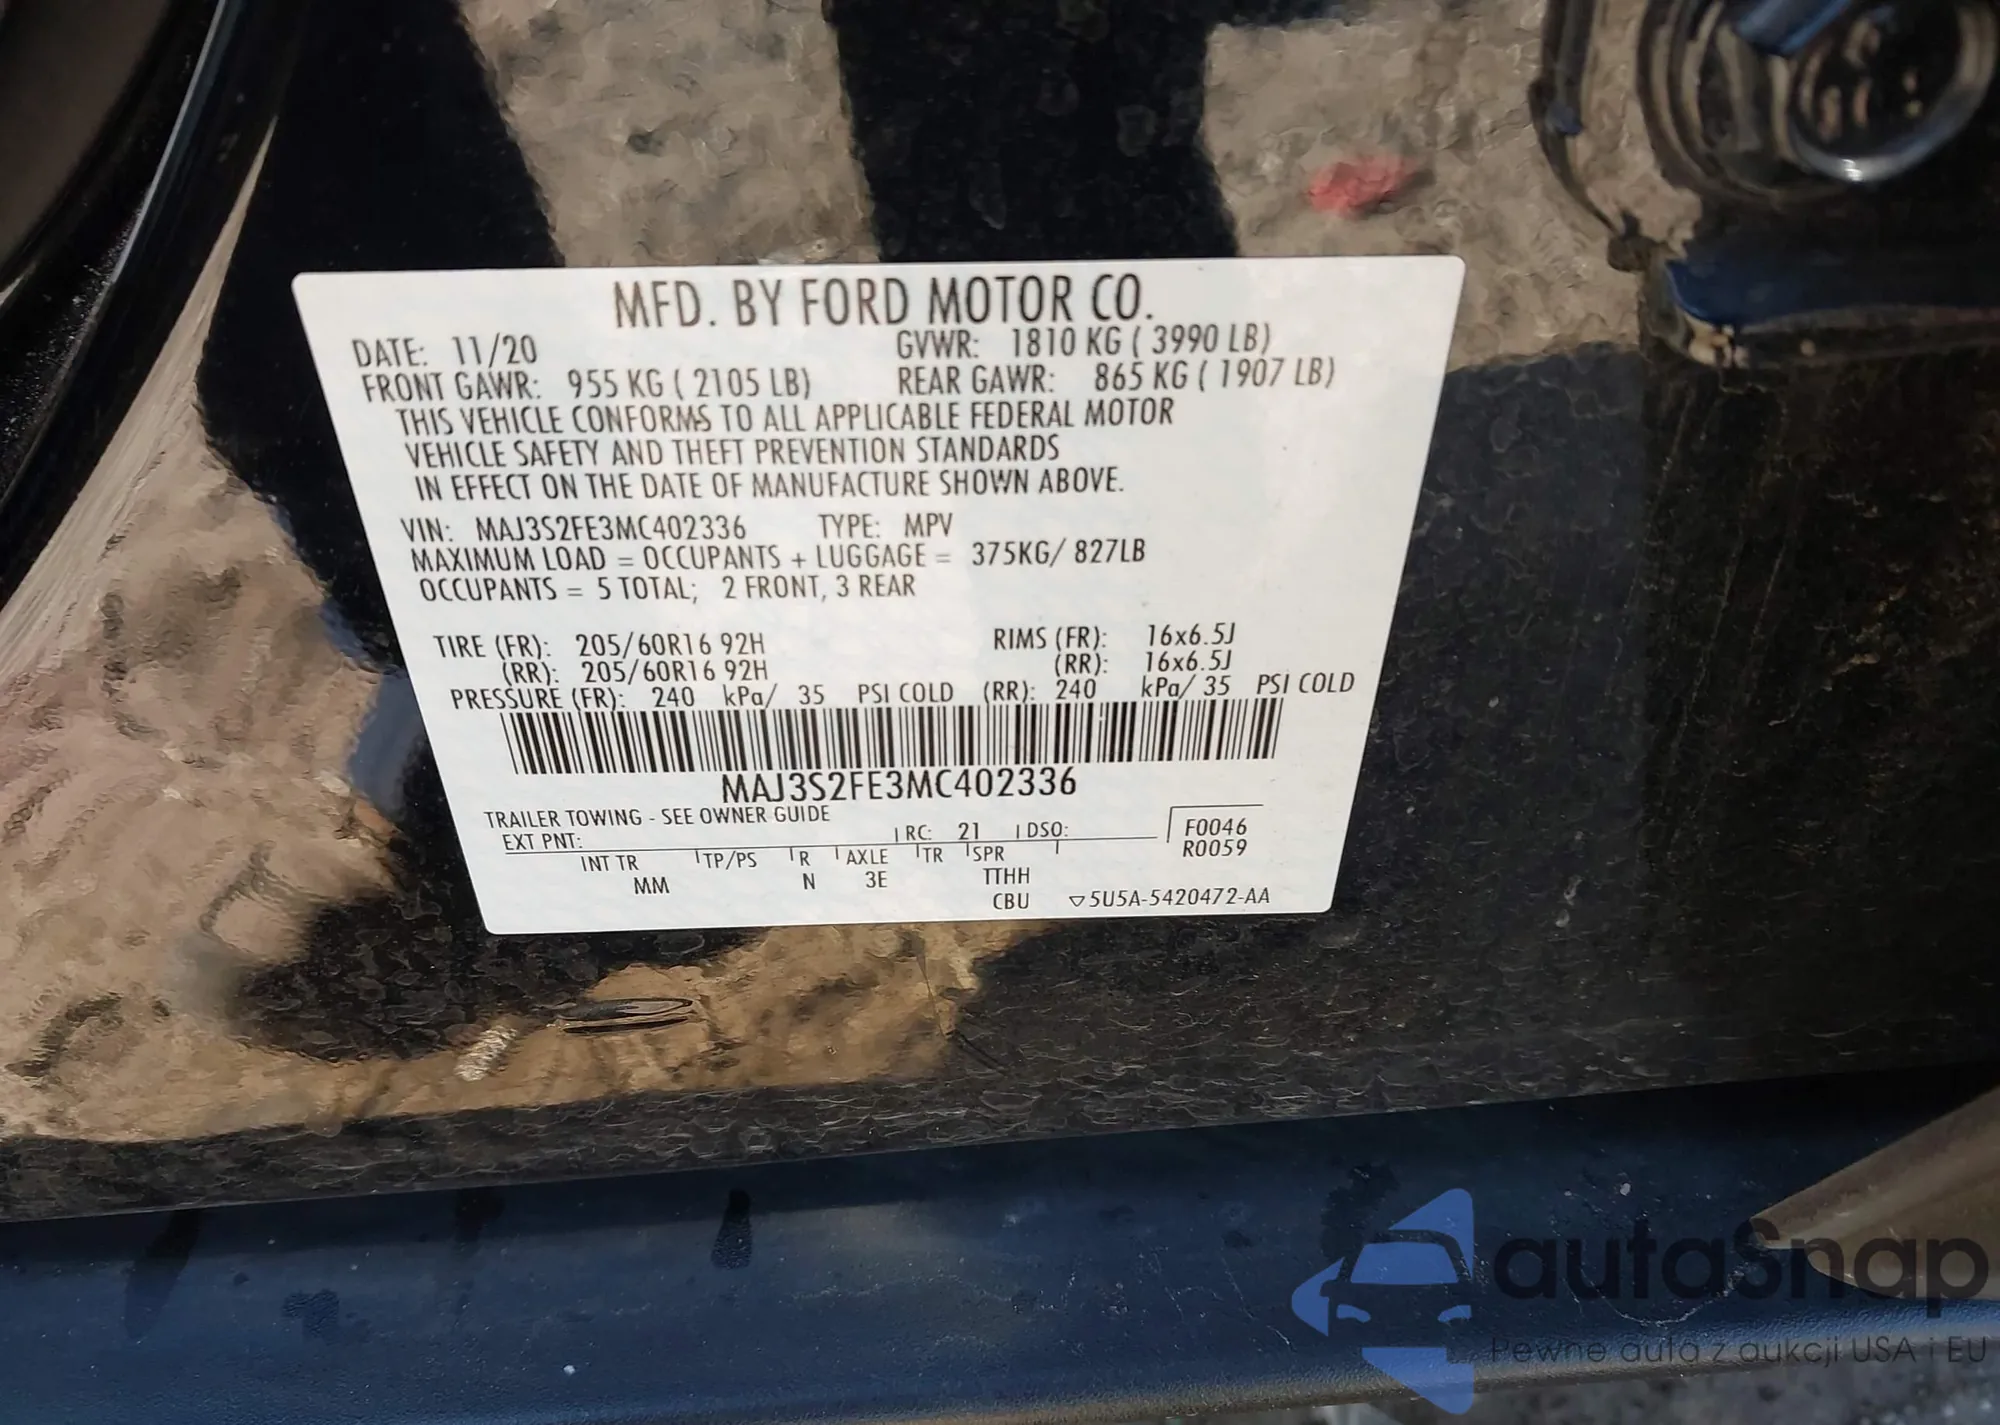 MFD. BY FORD MOTOR CO.
DATE: 11/20 GVWR: 1810 KG ( 3990 LB)
FRONT GAWR: 955 KG ( 2105 LB) REAR GAWR: 865 KG ( 1907 LB)
THIS VEHICLE CONFORMS TO ALL APPLICABLE FEDERAL MOTOR
VEHICLE SAFETY AND THEFT PREVENTION STANDARDS
IN EFFECT ON THE DATE OF MANUFACTURE SHOWN ABOVE.
VIN: MAJ3S2FE3MC402336 TYPE: MPV
MAXIMUM LOAD = OCCUPANTS + LUGGAGE = 375KG/ 827LB
OCCUPANTS = 5 TOTAL; 2 FRONT, 3 REAR
TIRE (FR): 205/60R16 92H RIMS (FR): 16x6.5J
(RR): 205/60R16 92H (RR): 16x6.5J
PRESSURE (FR): 240 kPa/ 35 PSI COLD (RR): 240 kPa/ 35 PSI COLD
MAJ3S2FE3MC402336
TRAILER TOWING - SEE OWNER GUIDE
EXT PNT: RC: 21 DSO: F0046
R0059
INT TR TP/PS R AXLE TR SPR
MM N 3E TTHH
CBU ▽5U5A-5420472-AA
autaSnap
Pewne auta z aukcji USA i EU